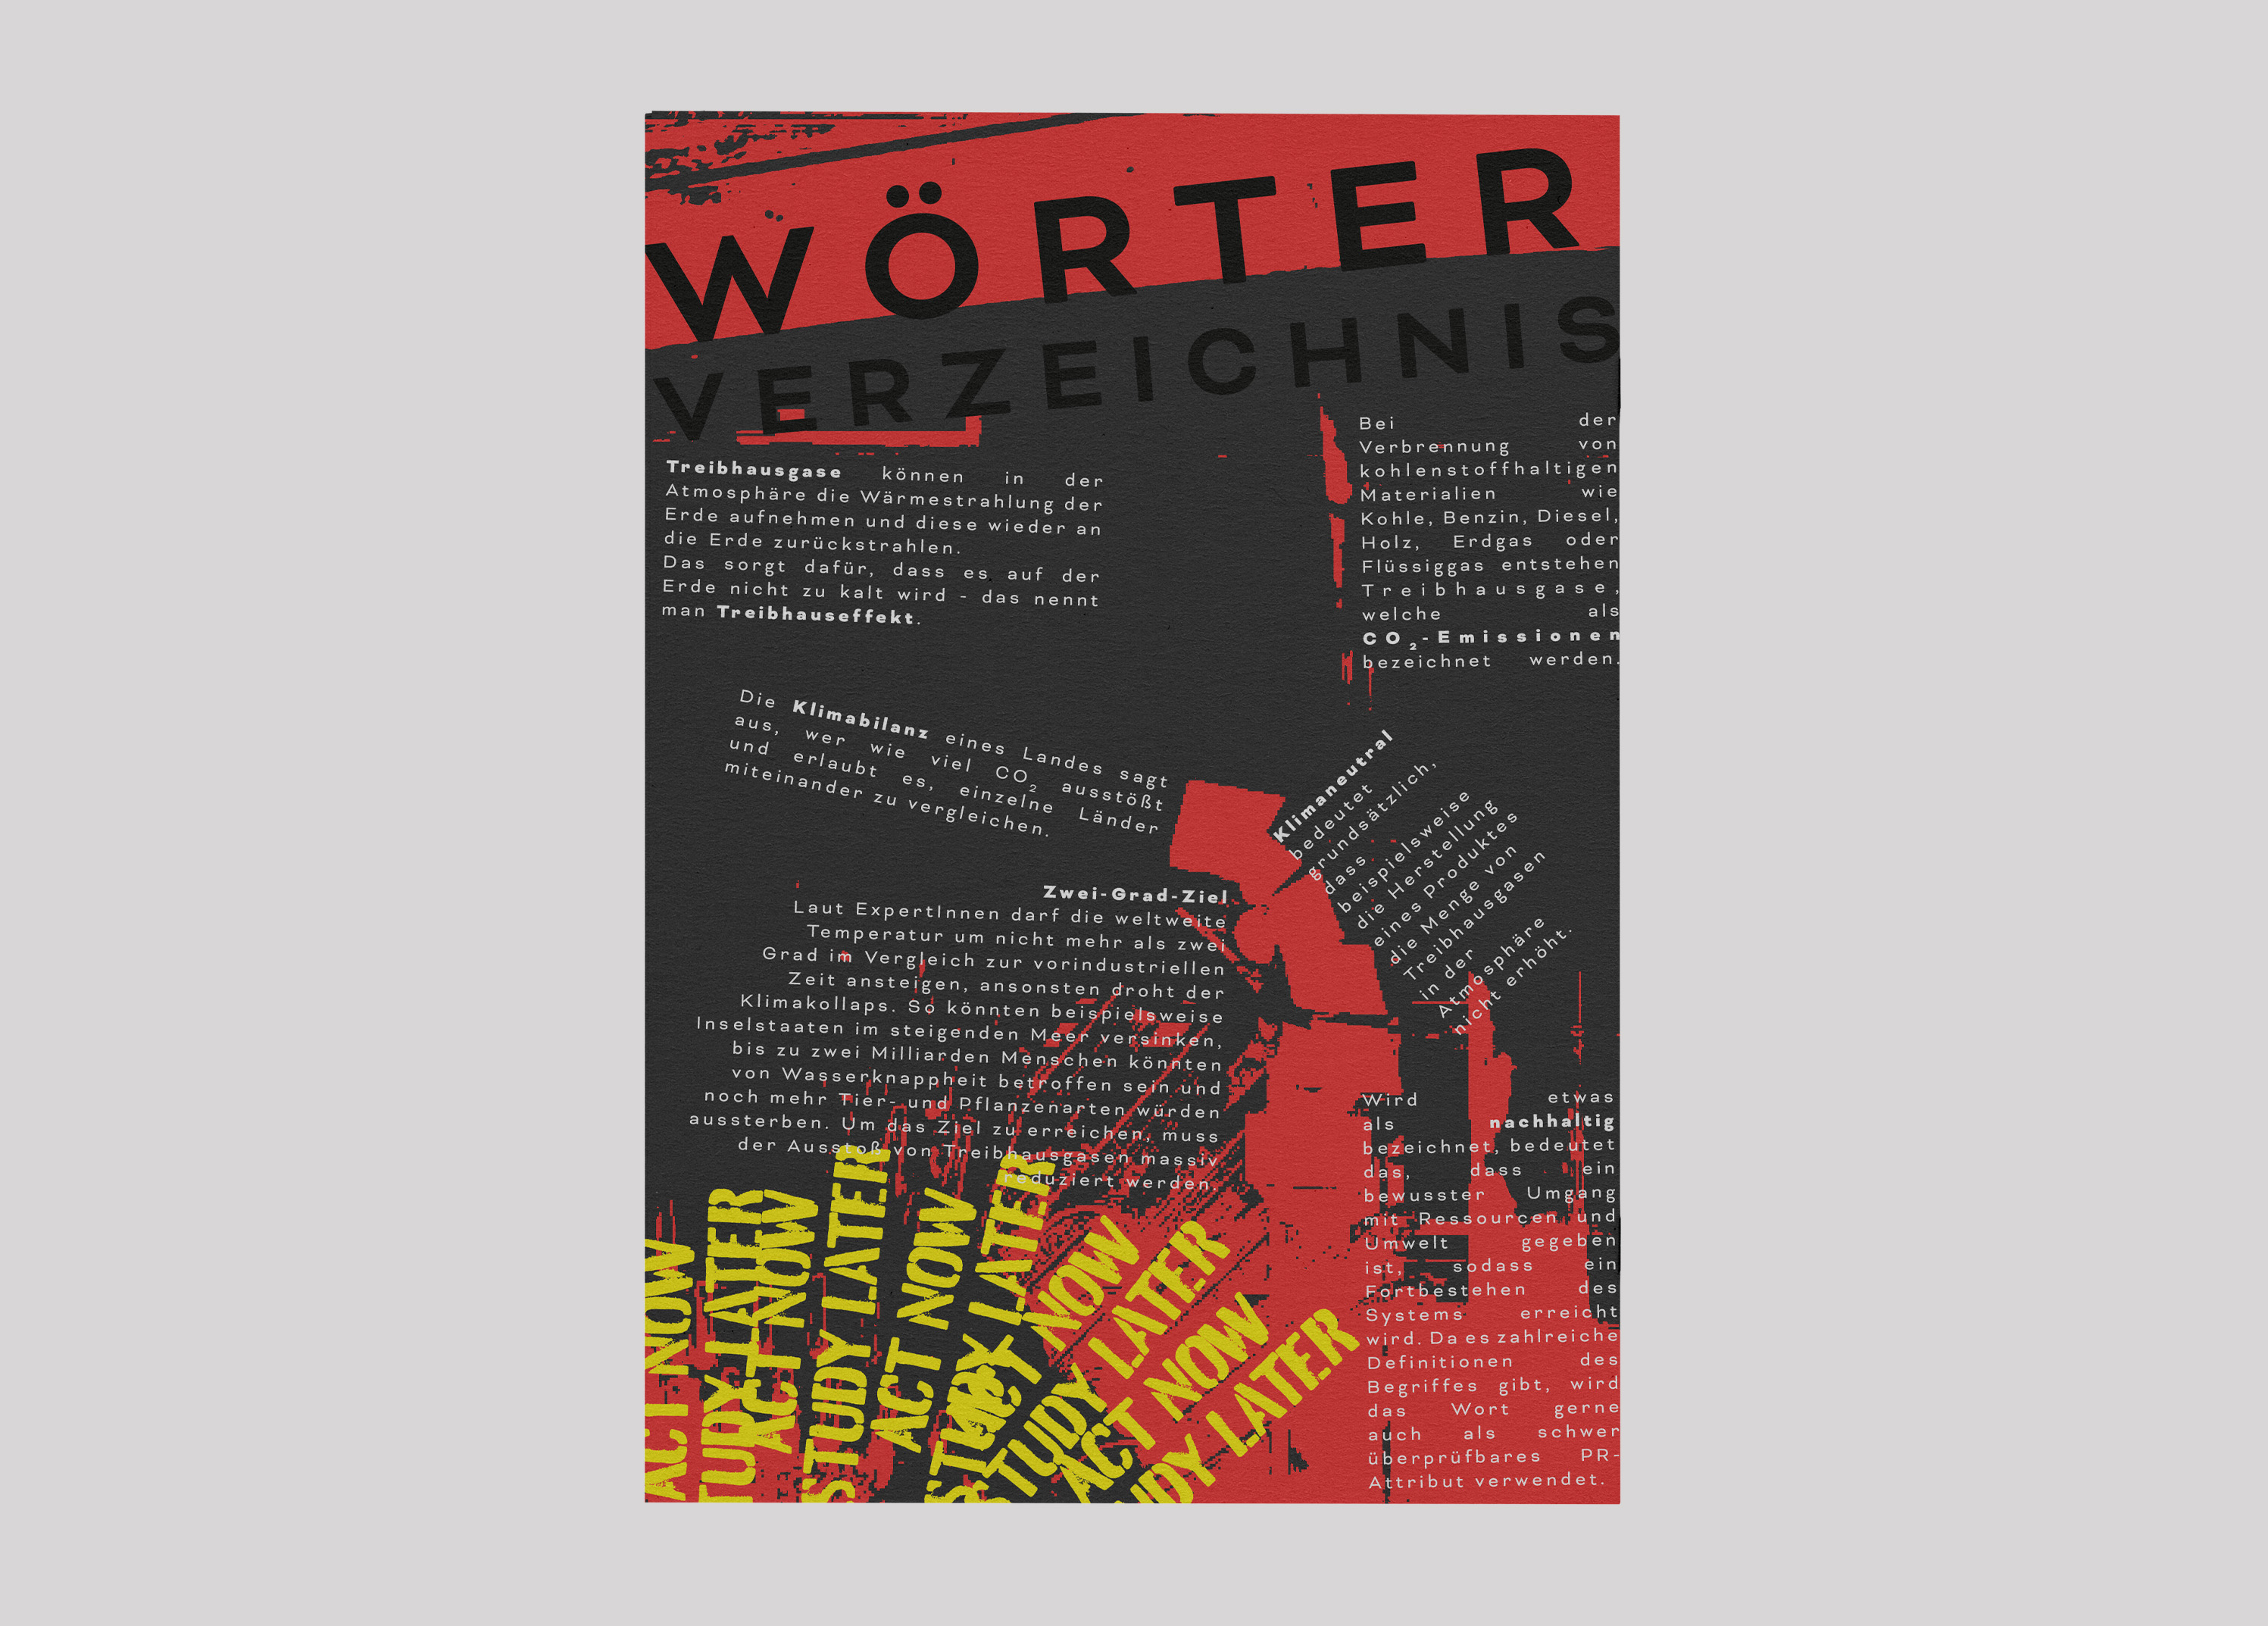 WÖRTER
VERZEICHNIS
Treibhausgase können in der
Atmosphäre die Wärmestrahlung der
Erde aufnehmen und diese wieder an
die Erde zurückstrahlen.
Das sorgt dafür, dass es auf der
Erde nicht zu kalt wird - das nennt
man Treibhauseffekt.
Bei der
Verbrennung von
kohlenstoffhaltigen
Materialien wie
Kohle, Benzin, Diesel,
Holz, Erdgas oder
Flüssiggas entstehen
Treibhausgase,
welche als
CO₂-Emissionen
bezeichnet werden.
Die Klimabilanz eines Landes sagt
aus, wer wie viel CO₂ ausstößt
und erlaubt es, einzelne Länder
miteinander zu vergleichen.
Klimaneutral
bedeutet
grundsätzlich,
dass
beispielsweise
die Herstellung
eines Produktes
die Menge von
Treibhausgasen
in der
Atmosphäre
nicht erhöht.
Zwei-Grad-Ziel
Laut ExpertInnen darf die weltweite
Temperatur um nicht mehr als zwei
Grad im Vergleich zur vorindustriellen
Zeit ansteigen, ansonsten droht der
Klimakollaps. So könnten beispielsweise
Inselstaaten im steigenden Meer versinken,
bis zu zwei Milliarden Menschen könnten
von Wasserknappheit betroffen sein und
noch mehr Tier- und Pflanzenarten würden
aussterben. Um das Ziel zu erreichen, muss
der Ausstoß von Treibhausgasen massiv
reduziert werden.
Wird etwas
als nachhaltig
bezeichnet, bedeutet
das, dass ein
bewusster Umgang
mit Ressourcen und
Umwelt gegeben
ist, sodass ein
Fortbestehen des
Systems erreicht
wird. Da es zahlreiche
Definitionen des
Begriffes gibt, wird
das Wort gerne
auch als schwer
überprüfbares PR-
Attribut verwendet.
ACT NOW
TUDY LATER
ACT NOW
STUDY LATER
ACT NOW
STUDY LATER
ACT NOW
STUDY LATER
ACT NOW
UDY LATER